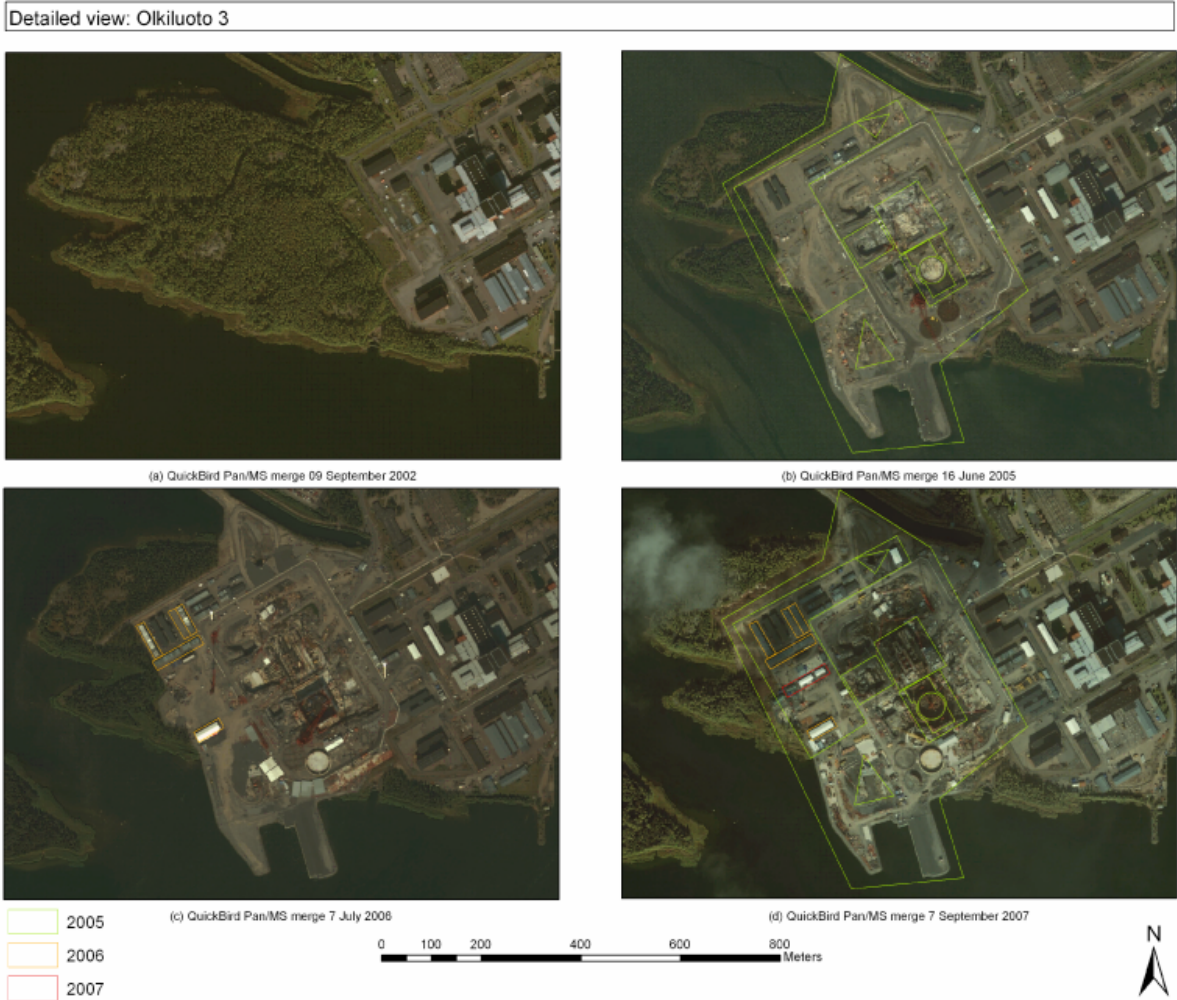 Detailed view: Olkiluoto 3
(a) QuickBird Pan/MS merge 09 September 2002
(b) QuickBird Pan/MS merge 16 June 2005
(c) QuickBird Pan/MS merge 7 July 2006
(d) QuickBird Pan/MS merge 7 September 2007
2005
2006
2007
0 100 200 400 600 800
Meters
N